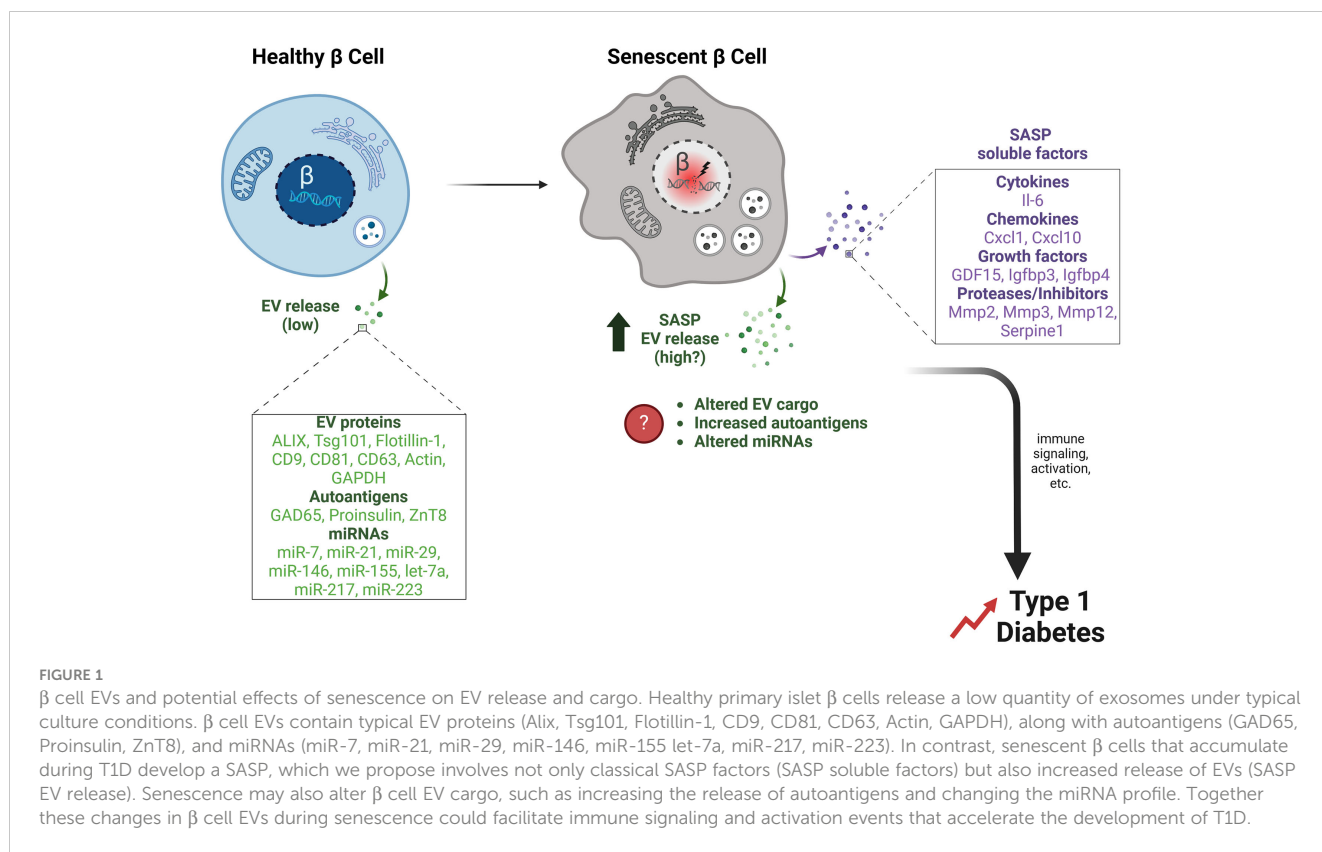 Healthy β Cell
Senescent β Cell
β
β
EV release
(low)
SASP
EV release
(high?)
SASP
soluble factors
Cytokines
Il-6
Chemokines
Cxcl1, Cxcl10
Growth factors
GDF15, Igfbp3, Igfbp4
Proteases/Inhibitors
Mmp2, Mmp3, Mmp12,
Serpine1
EV proteins
ALIX, Tsg101, Flotillin-1,
CD9, CD81, CD63, Actin,
GAPDH
Autoantigens
GAD65, Proinsulin, ZnT8
miRNAs
miR-7, miR-21, miR-29,
miR-146, miR-155, let-7a,
miR-217, miR-223
?
• Altered EV cargo
• Increased autoantigens
• Altered miRNAs
immune
signaling,
activation,
etc.
Type 1
Diabetes
FIGURE 1
β cell EVs and potential effects of senescence on EV release and cargo. Healthy primary islet β cells release a low quantity of exosomes under typical
culture conditions. β cell EVs contain typical EV proteins (Alix, Tsg101, Flotillin-1, CD9, CD81, CD63, Actin, GAPDH), along with autoantigens (GAD65,
Proinsulin, ZnT8), and miRNAs (miR-7, miR-21, miR-29, miR-146, miR-155 let-7a, miR-217, miR-223). In contrast, senescent β cells that accumulate
during T1D develop a SASP, which we propose involves not only classical SASP factors (SASP soluble factors) but also increased release of EVs (SASP
EV release). Senescence may also alter β cell EV cargo, such as increasing the release of autoantigens and changing the miRNA profile. Together
these changes in β cell EVs during senescence could facilitate immune signaling and activation events that accelerate the development of T1D.